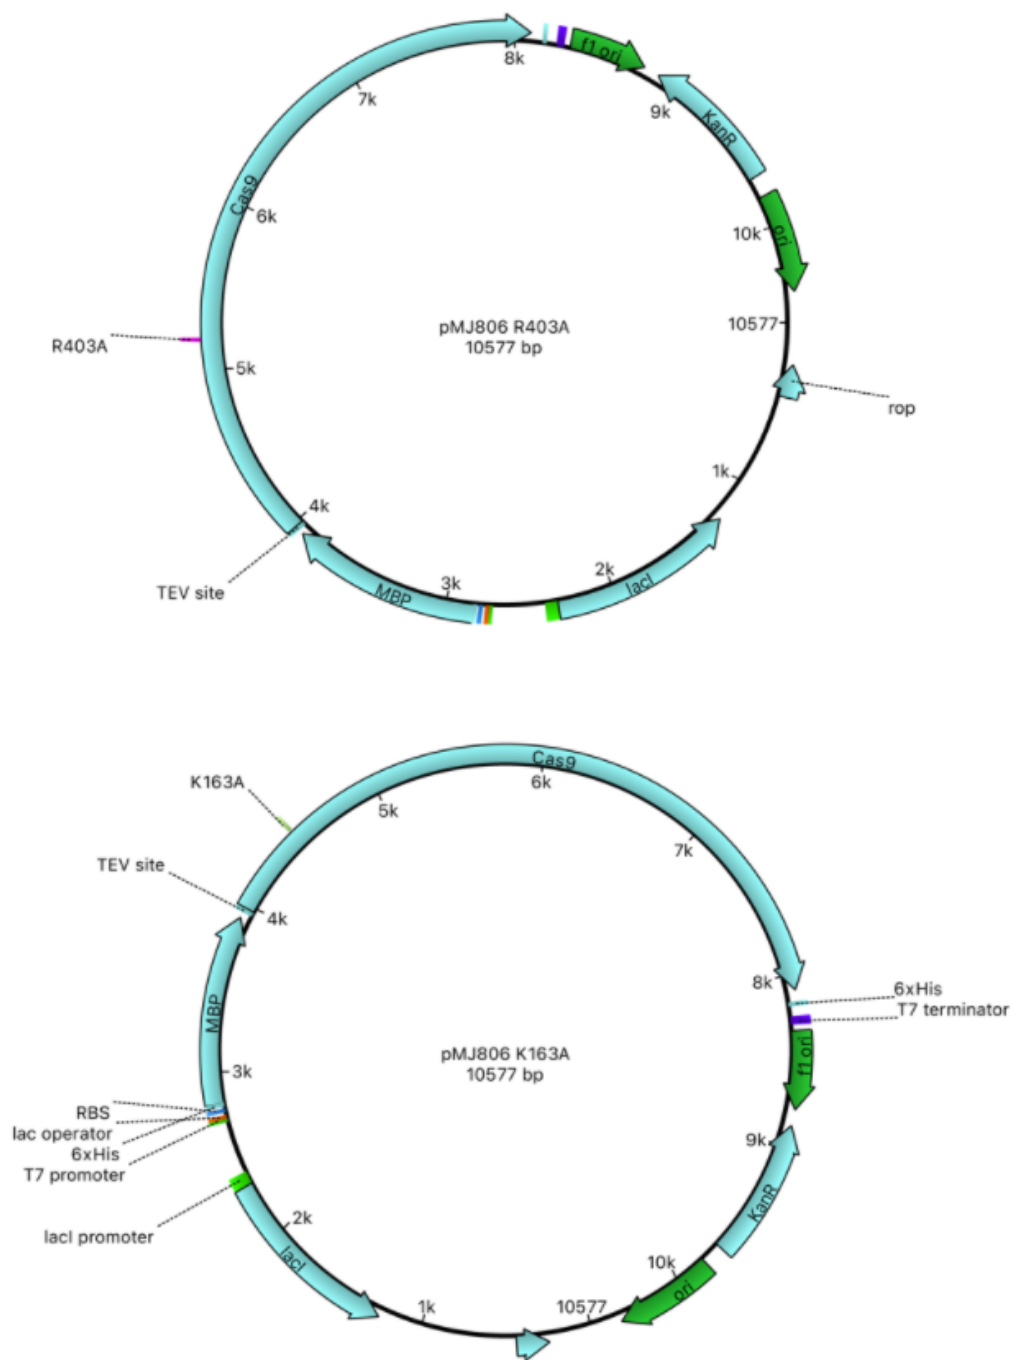 8k
f1 ori
7k
9k
KanR
Cas9
6k
10k
ori
pMJ806 R403A
10577 bp
10577
R403A
5k
rop
1k
4k
TEV site
MBP
3k
2k
lacI
Cas9
K163A
6k
5k
7k
TEV site
4k
8k
6xHis
T7 terminator
MBP
f1 ori
pMJ806 K163A
10577 bp
3k
RBS
lac operator
6xHis
T7 promoter
9k
KanR
lacI promoter
2k
lacI
10k
ori
1k
10577